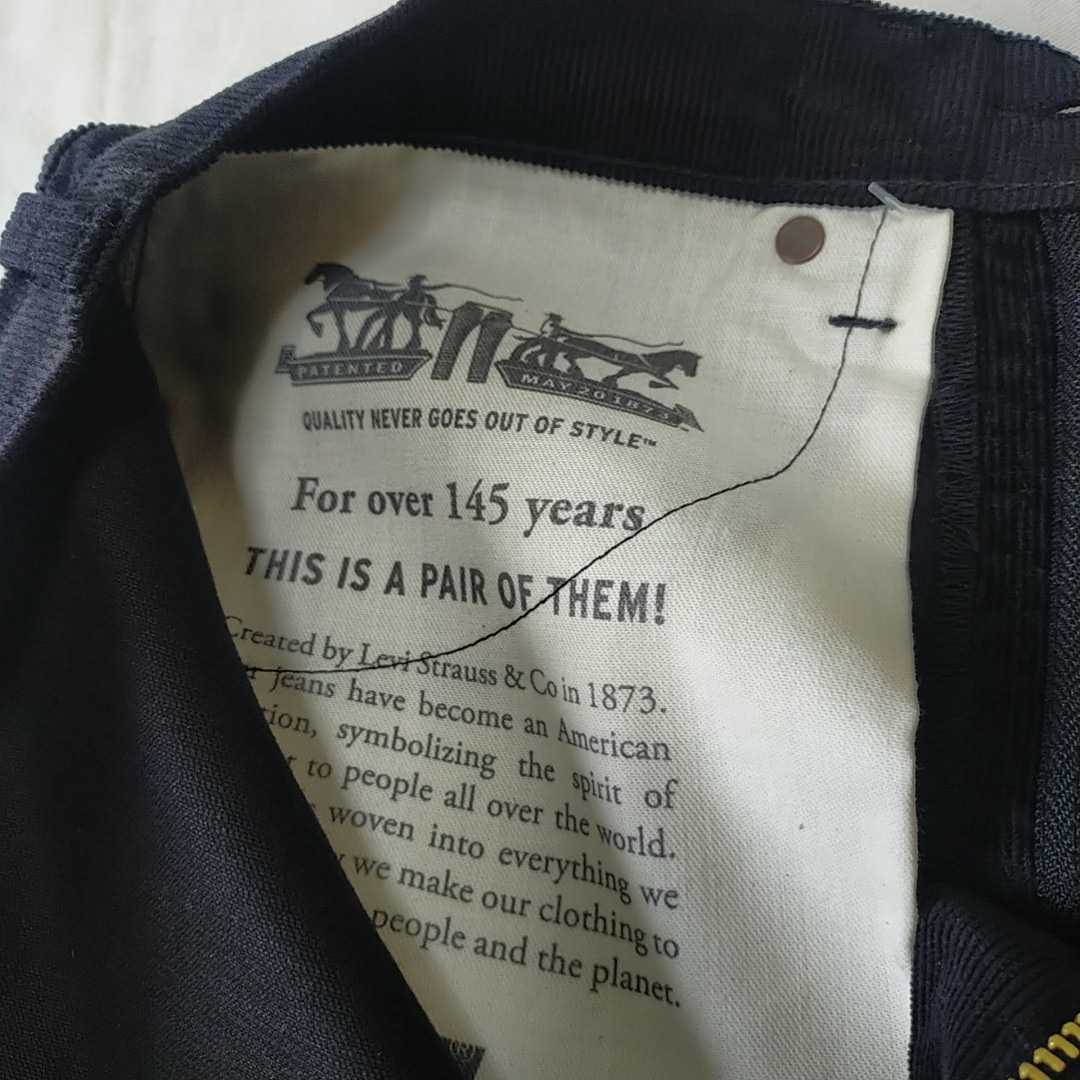 PATENTED
MAY 20 1873
QUALITY NEVER GOES OUT OF STYLE™
For over 145 years
THIS IS A PAIR OF THEM!
Created by Levi Strauss & Co in 1873.
jeans have become an American
symbolizing the spirit of
to people all over the world.
woven into everything we
we make our clothing to
people and the planet.